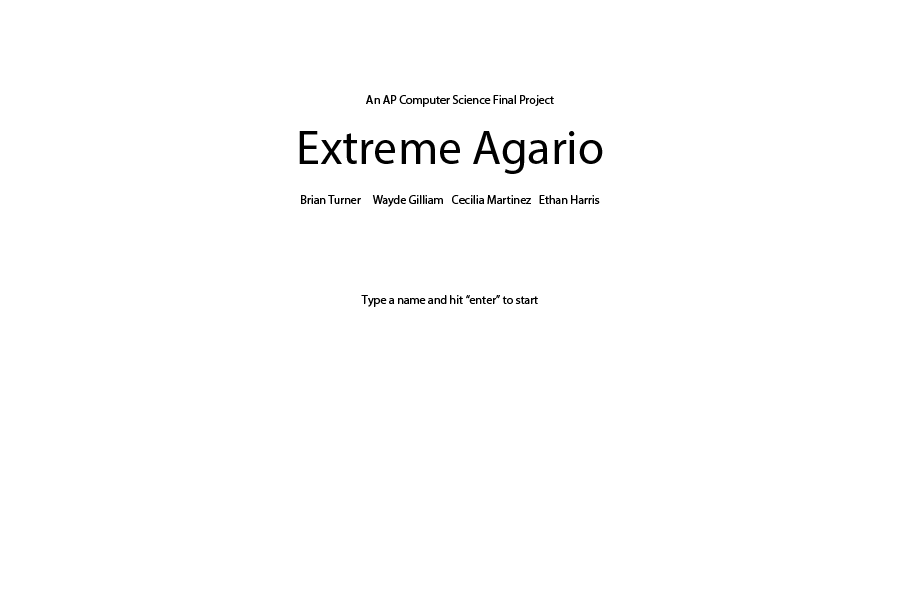 An AP Computer Science Final Project
Extreme Agario
Brian Turner Wayde Gilliam Cecilia Martinez Ethan Harris
Type a name and hit “enter” to start